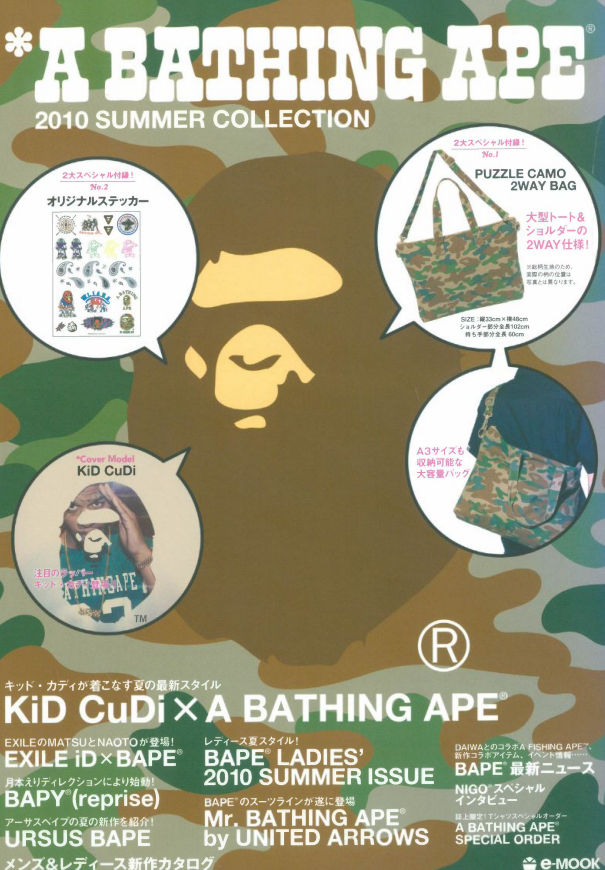 *A BATHING APE®
2010 SUMMER COLLECTION
2大スペシャル付録!
No.2
オリジナルステッカー
2大スペシャル付録!
No.1
PUZZLE CAMO
2WAY BAG
大型トート&
ショルダーの
2WAY仕様!
※総柄生地のため、
実際の柄の位置は
写真とは異なります。
SIZE:縦33cm×横46cm
ショルダー部分全長102cm
持ち手部分全長60cm
A3サイズも
収納可能な
大容量バッグ
*Cover Model
KiD CuDi
注目のラッパー
BATHING APE
TM
®
キッド・カディが着こなす夏の最新スタイル
KiD CuDi×A BATHING APE®
EXILEのMATSUとNAOTOが登場!
EXILE iD×BAPE®
月本えりディレクションにより始動!
BAPY®(reprise)
アーサスベイプの夏の新作を紹介!
URSUS BAPE
メンズ&レディース新作カタログ
レディース夏スタイル!
BAPE® LADIES'
2010 SUMMER ISSUE
BAPE®のスーツラインが遂に登場
Mr. BATHING APE®
by UNITED ARROWS
DAIWAとのコラボA FISHING APE™、
新作コラボアイテム、イベント情報……
BAPE®最新ニュース
NIGO®スペシャル
インタビュー
誌上限定!Tシャツスペシャルオーダー
A BATHING APE®
SPECIAL ORDER
e-MOOK